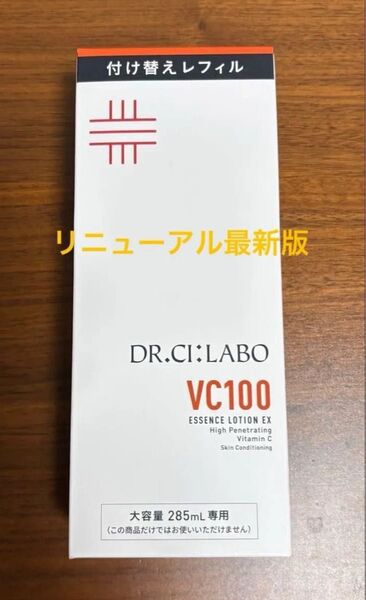 付け替えレフィル
リニューアル最新版
DR.CI:LABO
VC100
ESSENCE LOTION EX
High Penetrating
Vitamin C
Skin Conditioning
大容量 285mL 専用
（この商品だけではお使いいただけません）